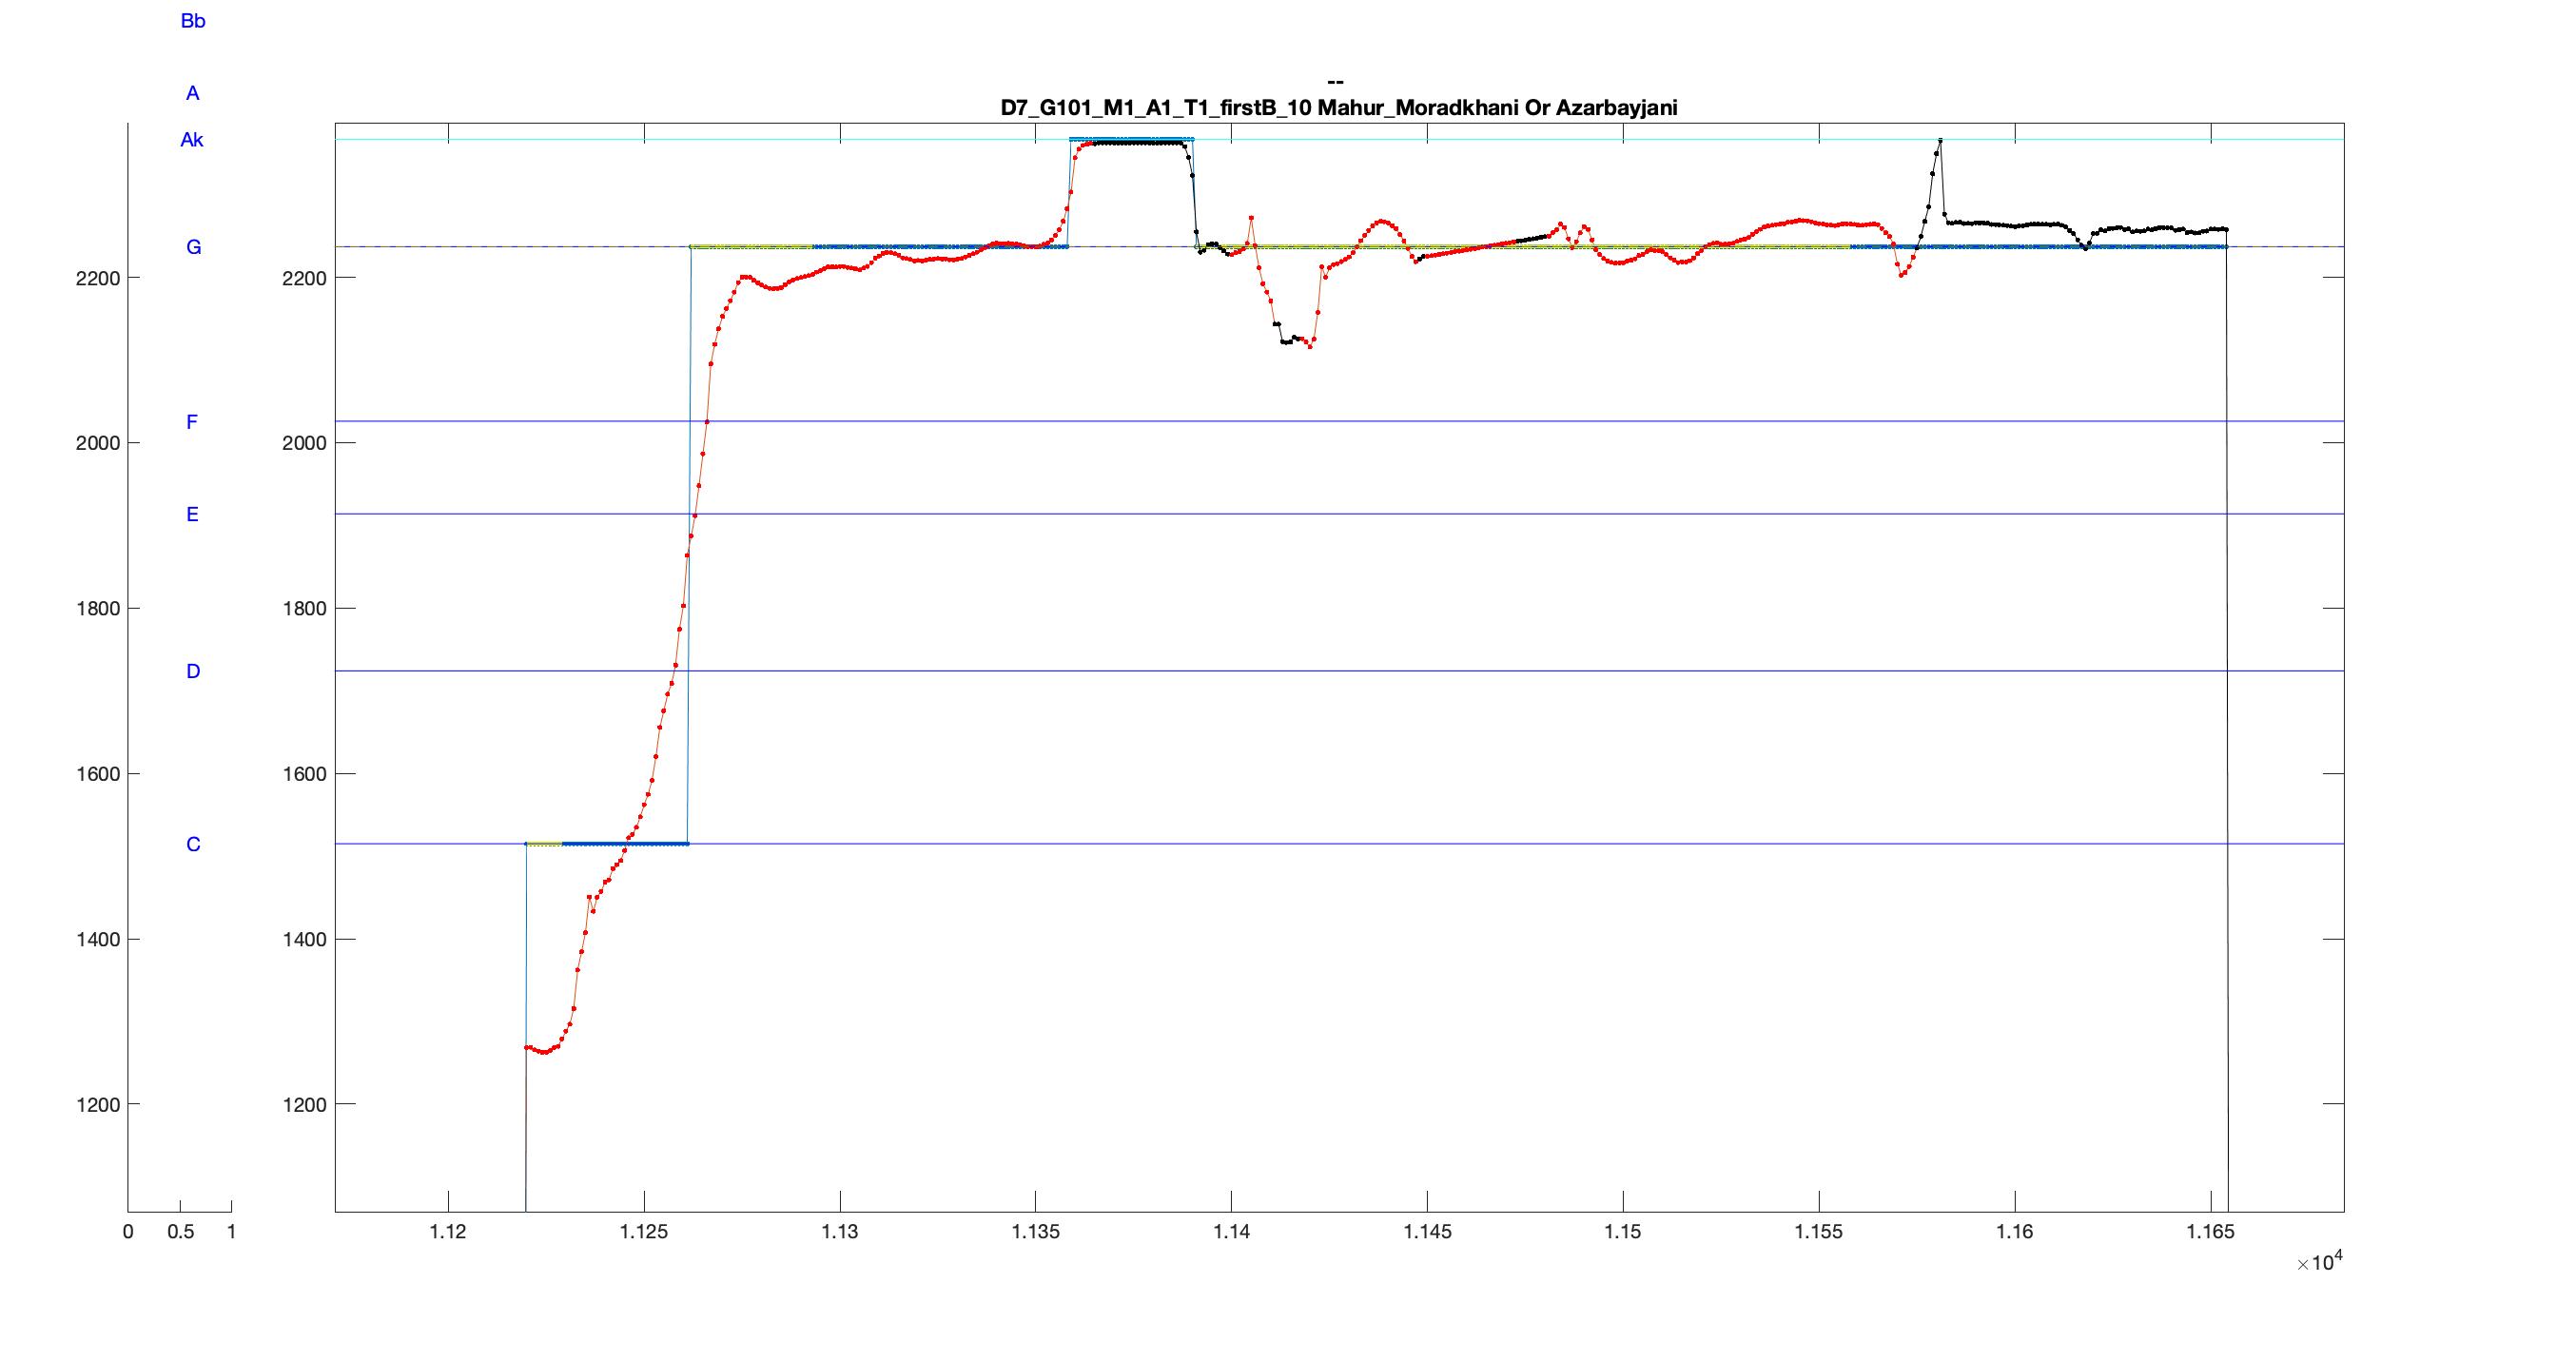 Bb
A
--
D7_G101_M1_A1_T1_firstB_10 Mahur_Moradkhani Or Azarbayjani
Ak
G
2200 2200
F
2000 2000
E
1800 1800
D
1600 1600
C
1400 1400
1200 1200
0 0.5 1 1.12 1.125 1.13 1.135 1.14 1.145 1.15 1.155 1.16 1.165
×10⁴